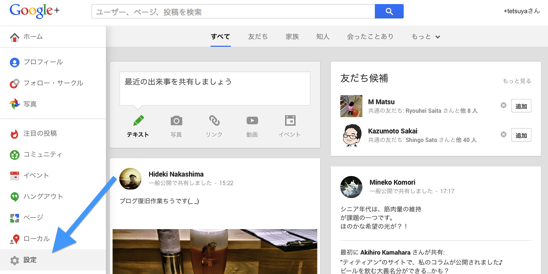 Google+
ユーザー、ページ、投稿を検索
+tetsuyaさん
ホーム
プロフィール
フォロー・サークル
写真
注目の投稿
コミュニティ
イベント
ハングアウト
ページ
ローカル
設定
すべて 友だち 家族 知人 会ったことあり もっと
最近の出来事を共有しましょう
テキスト 写真 リンク 動画 イベント
Hideki Nakashima
一般公開で共有しました - 15:22
ブログ復旧作業ちうです(._.)
友だち候補
もっと見る
M Matsu
共通の友だち: Ryouhei Saita さんと他 8 人
追加
Kazumoto Sakai
共通の友だち: Shingo Sato さんと他 40 人
追加
Mineko Komori
一般公開で共有しました - 17:17
シニア年代は、筋肉量の維持
が課題の一つです。
ほのかな希望の光が？！
最初に Akihiro Kamahara さんが共有:
"ティティアン"のサイトで、私のコラムが公開されました♪
ビールを飲む大義名分ができる…かも？